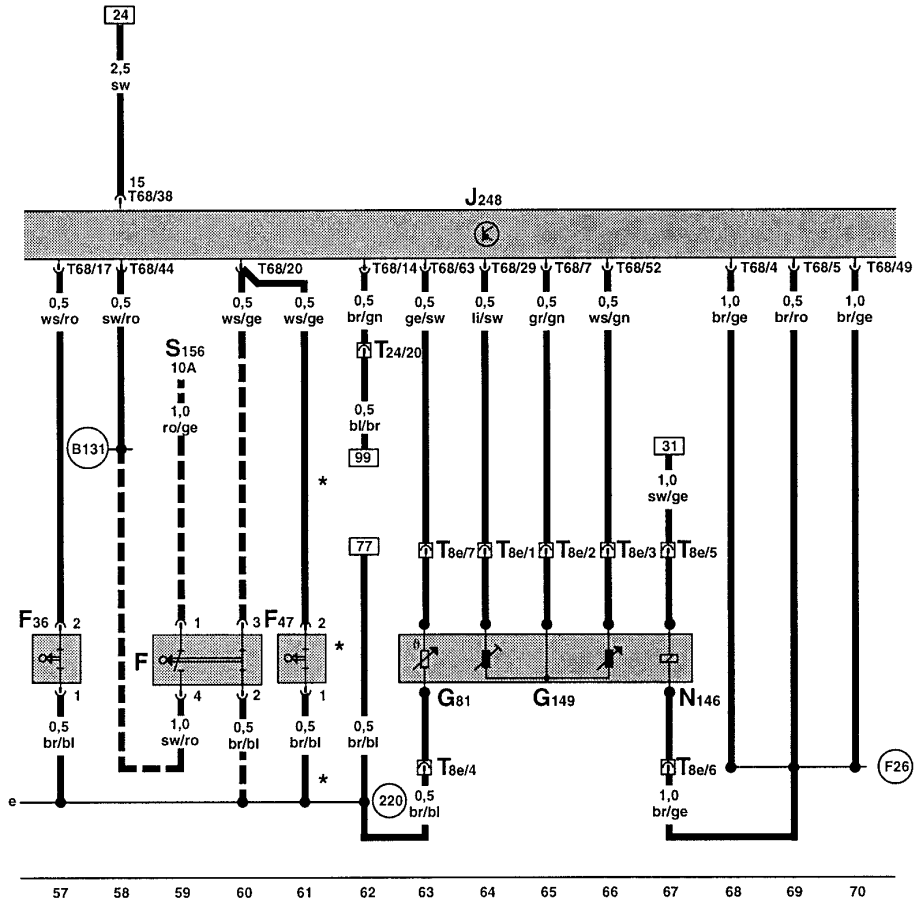 24
2,5
sw
15
T68/38
J248
T68/17
T68/44
T68/20
T68/14
T68/63
T68/29
T68/7
T68/52
T68/4
T68/5
T68/49
0,5
ws/ro
0,5
sw/ro
0,5
ws/ge
0,5
ws/ge
0,5
br/gn
0,5
ge/sw
0,5
li/sw
0,5
gr/gn
0,5
ws/gn
1,0
br/ge
0,5
br/ro
1,0
br/ge
S156
10A
T24/20
1,0
ro/ge
0,5
bl/br
B131
99
31
*
1,0
sw/ge
77
T8e/7
T8e/1
T8e/2
T8e/3
T8e/5
F36
2
1
3
F47
2
*
F
ϑ
1
4
2
1
G81
G149
N146
0,5
br/bl
1,0
sw/ro
0,5
br/bl
0,5
br/bl
0,5
br/bl
T8e/4
T8e/6
F26
*
e
220
0,5
br/bl
1,0
br/ge
57
58
59
60
61
62
63
64
65
66
67
68
69
70